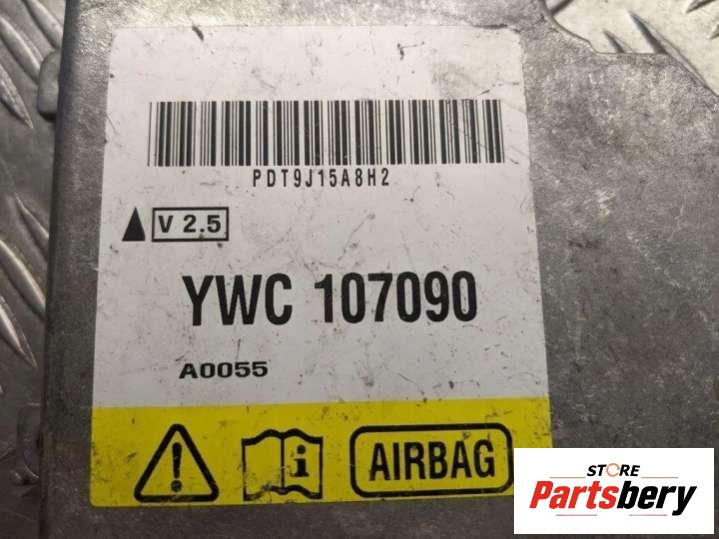 PDT9J15A8H2
V 2.5
YWC 107090
A0055
AIRBAG
STORE
Partsbery